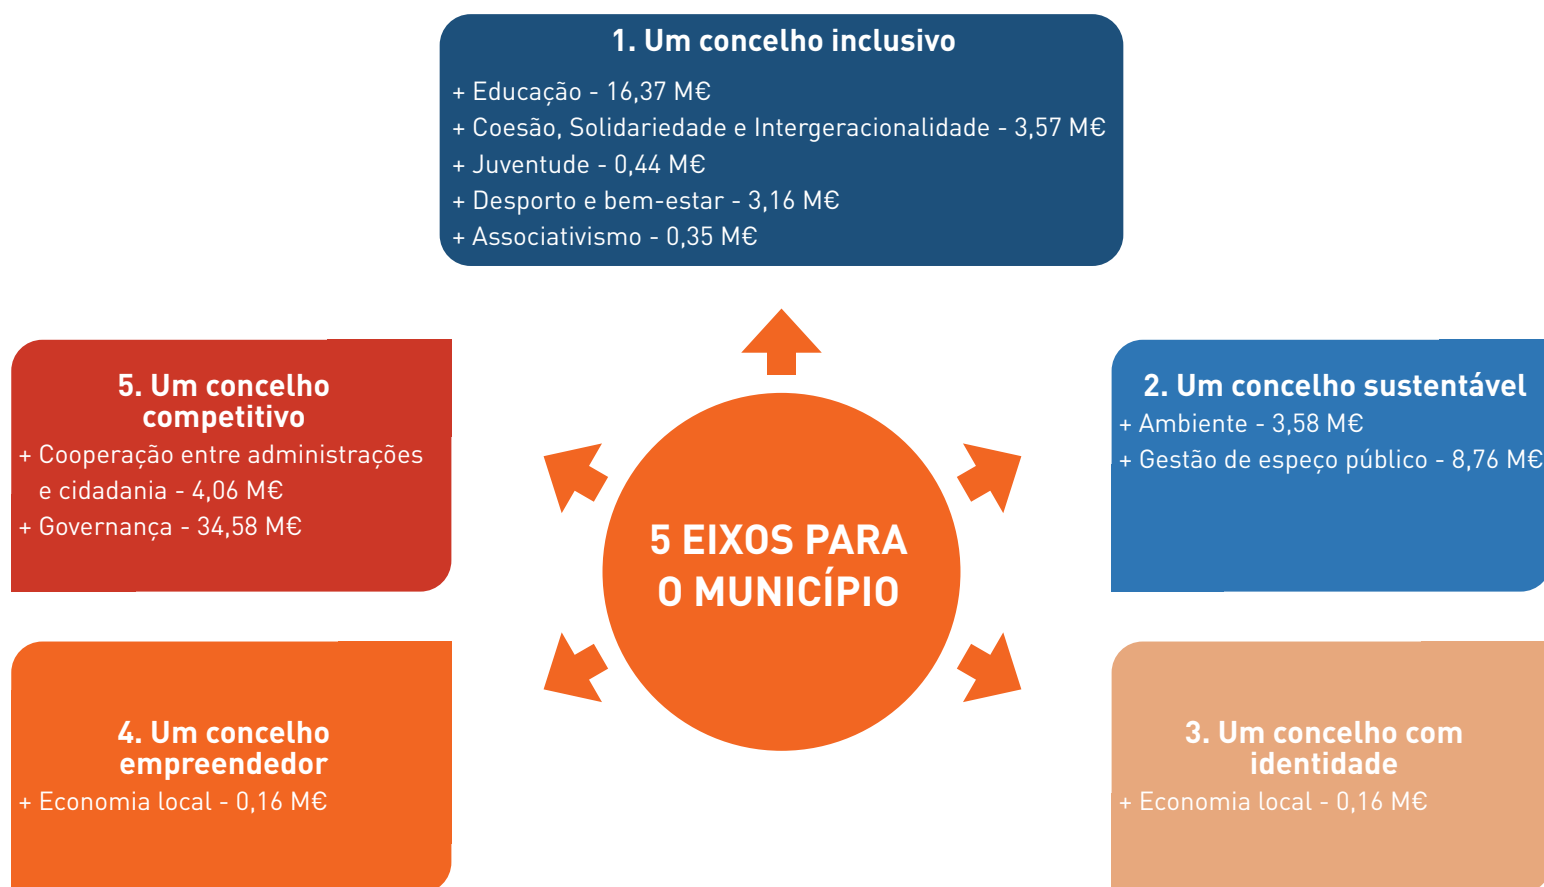 1. Um concelho inclusivo
+ Educação - 16,37 M€
+ Coesão, Solidariedade e Intergeracionalidade - 3,57 M€
+ Juventude - 0,44 M€
+ Desporto e bem-estar - 3,16 M€
+ Associativismo - 0,35 M€
5. Um concelho
competitivo
+ Cooperação entre administrações
e cidadania - 4,06 M€
+ Governança - 34,58 M€
2. Um concelho sustentável
+ Ambiente - 3,58 M€
+ Gestão de espeço público - 8,76 M€
5 EIXOS PARA
O MUNICÍPIO
4. Um concelho
empreendedor
+ Economia local - 0,16 M€
3. Um concelho com
identidade
+ Economia local - 0,16 M€